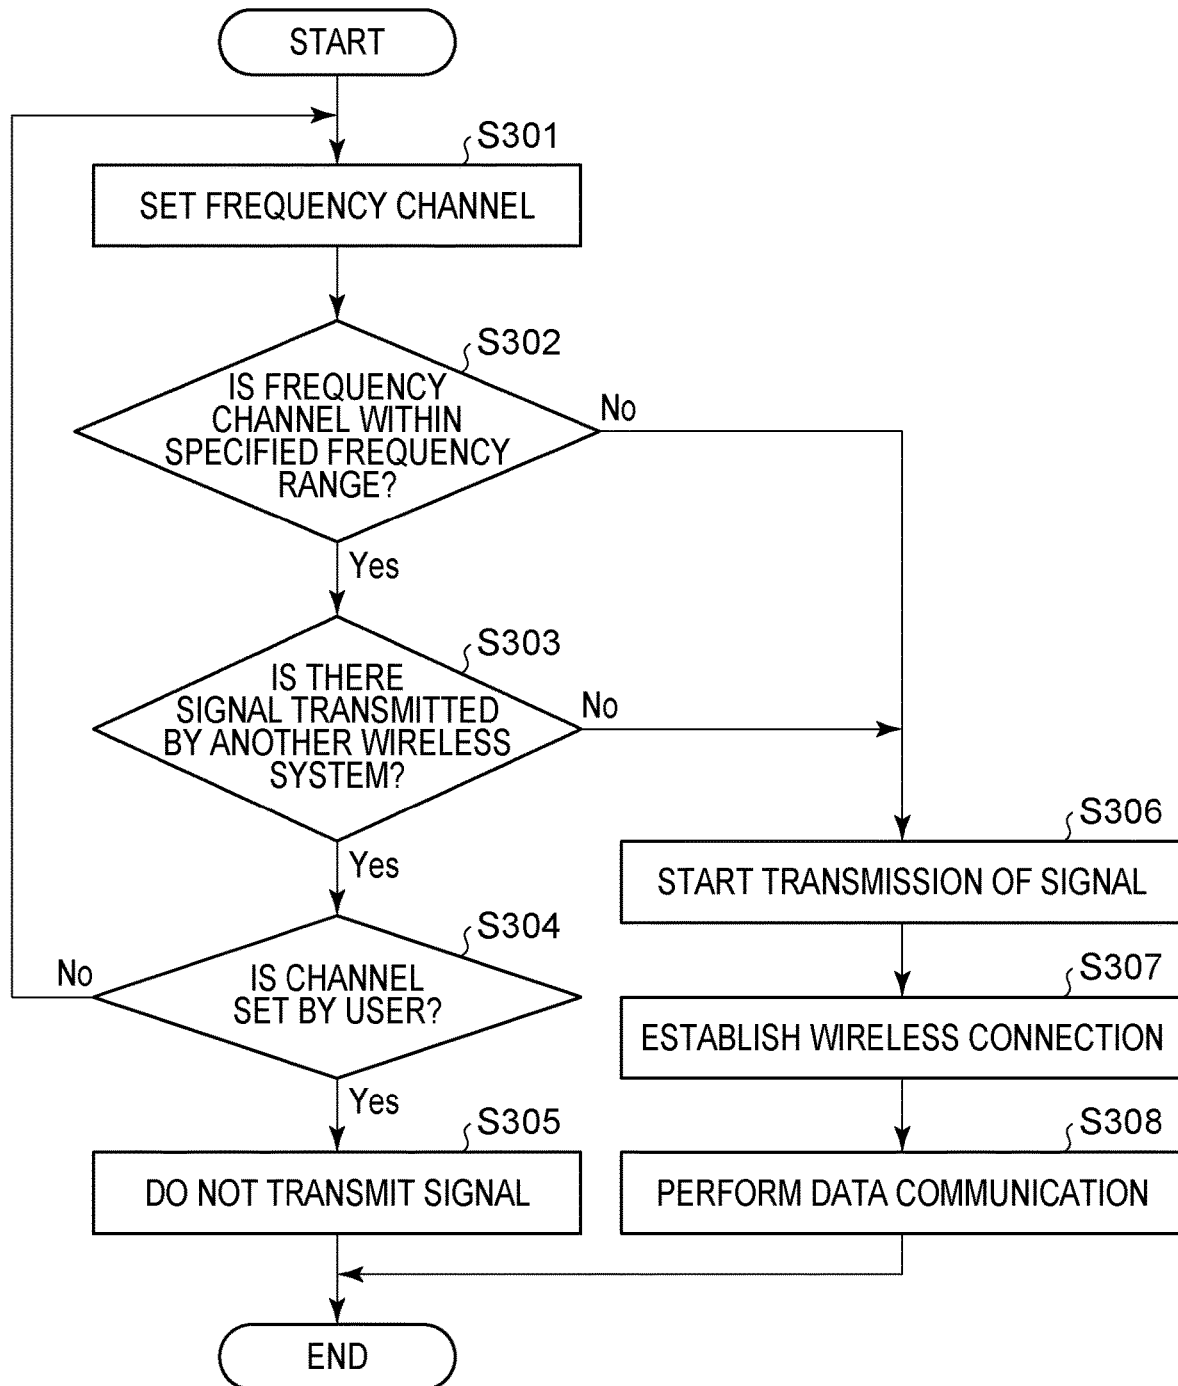 START
S301
SET FREQUENCY CHANNEL
S302
IS FREQUENCY
CHANNEL WITHIN
SPECIFIED FREQUENCY
RANGE?
No
Yes
S303
IS THERE
SIGNAL TRANSMITTED
BY ANOTHER WIRELESS
SYSTEM?
No
Yes
S304
IS CHANNEL
SET BY USER?
No
Yes
S305
DO NOT TRANSMIT SIGNAL
S306
START TRANSMISSION OF SIGNAL
S307
ESTABLISH WIRELESS CONNECTION
S308
PERFORM DATA COMMUNICATION
END